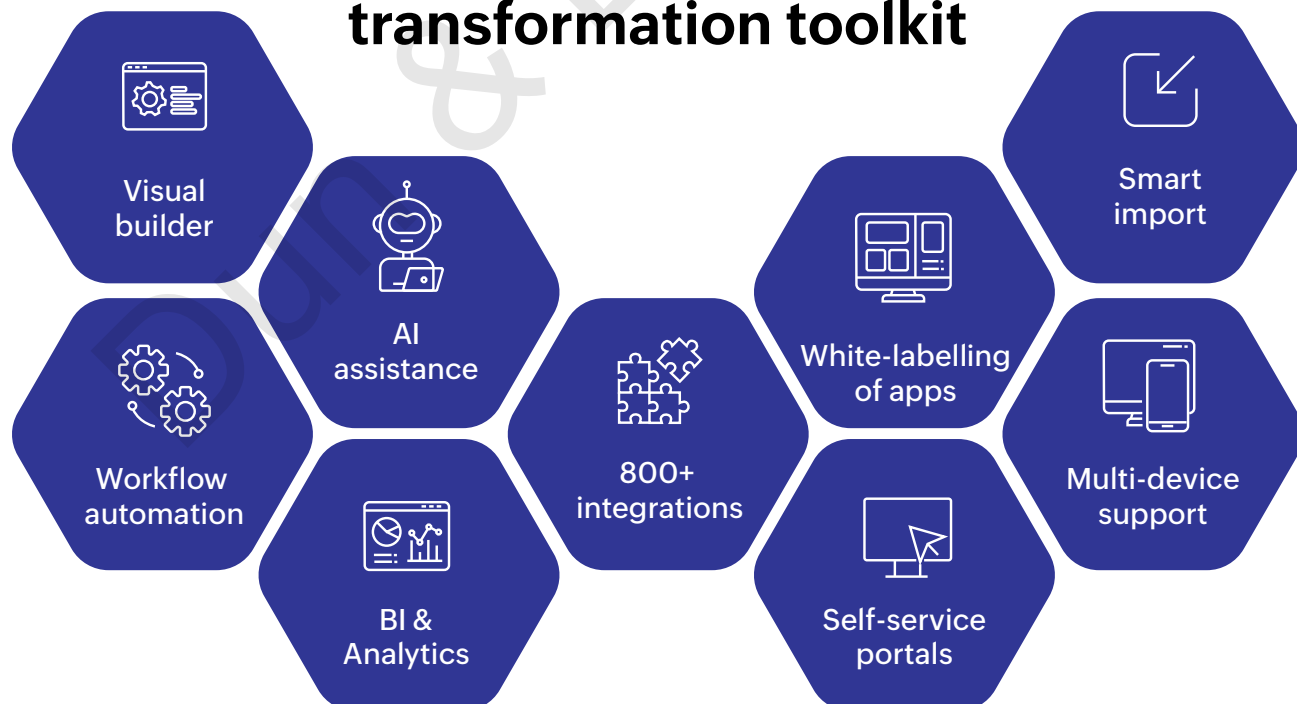 transformation toolkit
Visual
builder
AI
assistance
Smart
import
White-labelling
of apps
Workflow
automation
800+
integrations
Multi-device
support
BI &
Analytics
Self-service
portals
Dun &